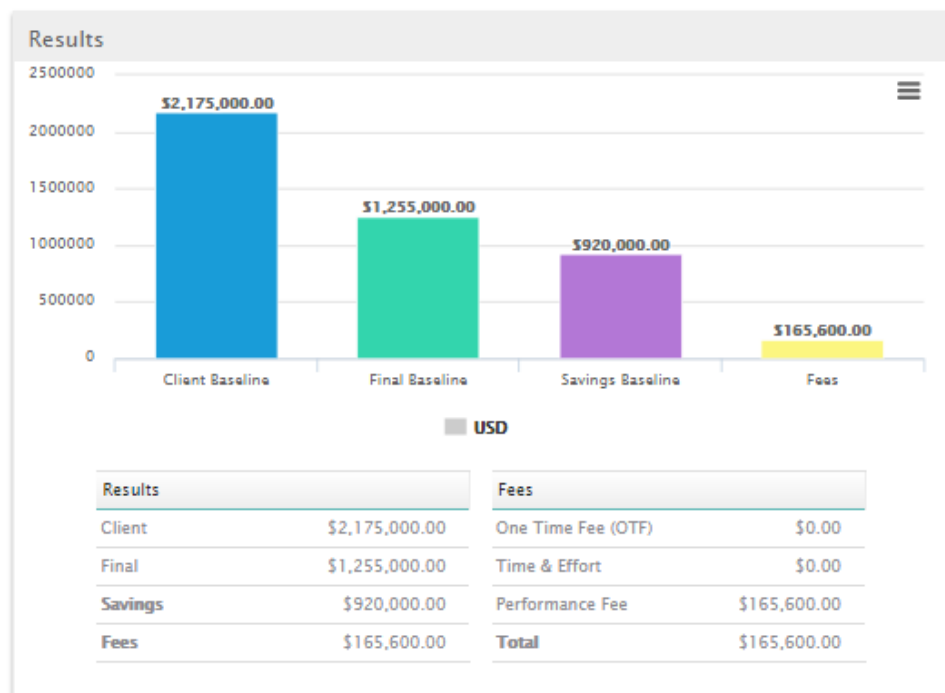 Results
2500000
$2,175,000.00
2000000
1500000
$1,255,000.00
1000000
$920,000.00
500000
$165,600.00
0
Client Baseline Final Baseline Savings Baseline Fees
USD
Results
Client $2,175,000.00
Final $1,255,000.00
Savings $920,000.00
Fees $165,600.00
Fees
One Time Fee (OTF) $0.00
Time & Effort $0.00
Performance Fee $165,600.00
Total $165,600.00